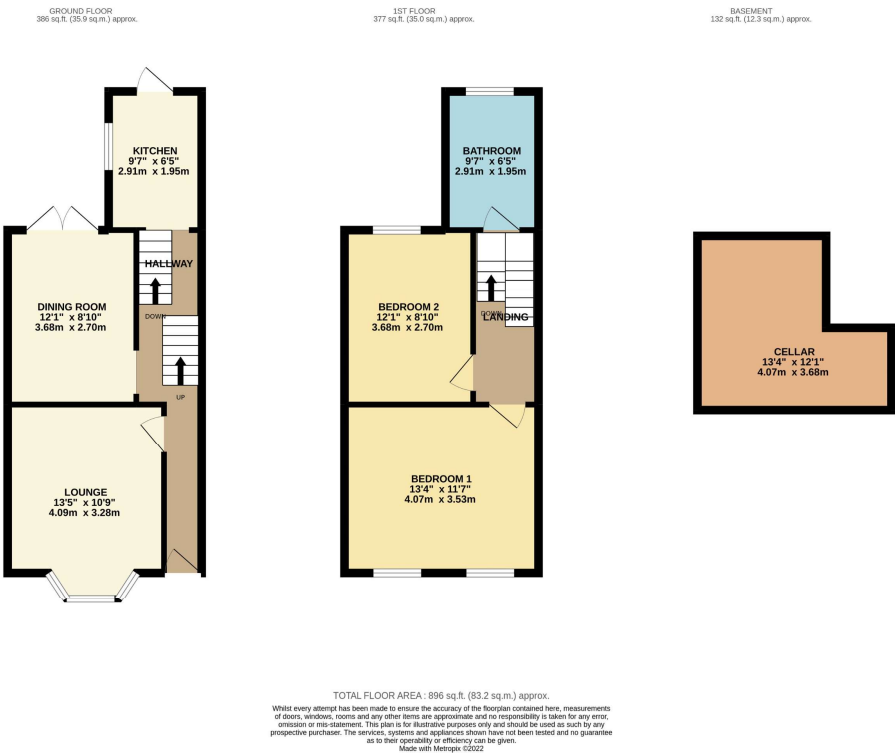 GROUND FLOOR
386 sq.ft. (35.9 sq.m.) approx.
1ST FLOOR
377 sq.ft. (35.0 sq.m.) approx.
BASEMENT
132 sq.ft. (12.3 sq.m.) approx.
KITCHEN
9'7" x 6'5"
2.91m x 1.95m
HALLWAY
DOWN
DINING ROOM
12'1" x 8'10"
3.68m x 2.70m
UP
LOUNGE
13'5" x 10'9"
4.09m x 3.28m
BATHROOM
9'7" x 6'5"
2.91m x 1.95m
BEDROOM 2
12'1" x 8'10"
3.68m x 2.70m
DOWN
LANDING
BEDROOM 1
13'4" x 11'7"
4.07m x 3.53m
CELLAR
13'4" x 12'1"
4.07m x 3.68m
TOTAL FLOOR AREA : 896 sq.ft. (83.2 sq.m.) approx.
Whilst every attempt has been made to ensure the accuracy of the floorplan contained here, measurements
of doors, windows, rooms and any other items are approximate and no responsibility is taken for any error,
omission or mis-statement. This plan is for illustrative purposes only and should be used as such by any
prospective purchaser. The services, systems and appliances shown have not been tested and no guarantee
as to their operability or efficiency can be given.
Made with Metropix ©2022